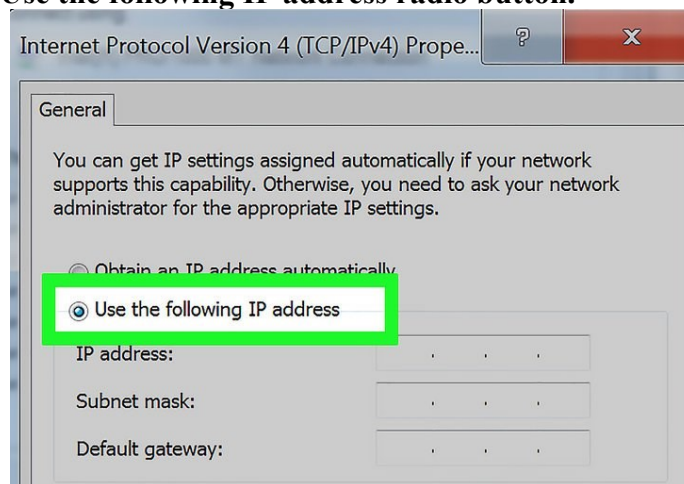 Use the following IP address radio button.
Internet Protocol Version 4 (TCP/IPv4) Prope...
General
You can get IP settings assigned automatically if your network
supports this capability. Otherwise, you need to ask your network
administrator for the appropriate IP settings.
Obtain an IP address automatically
Use the following IP address
IP address:
Subnet mask:
Default gateway: